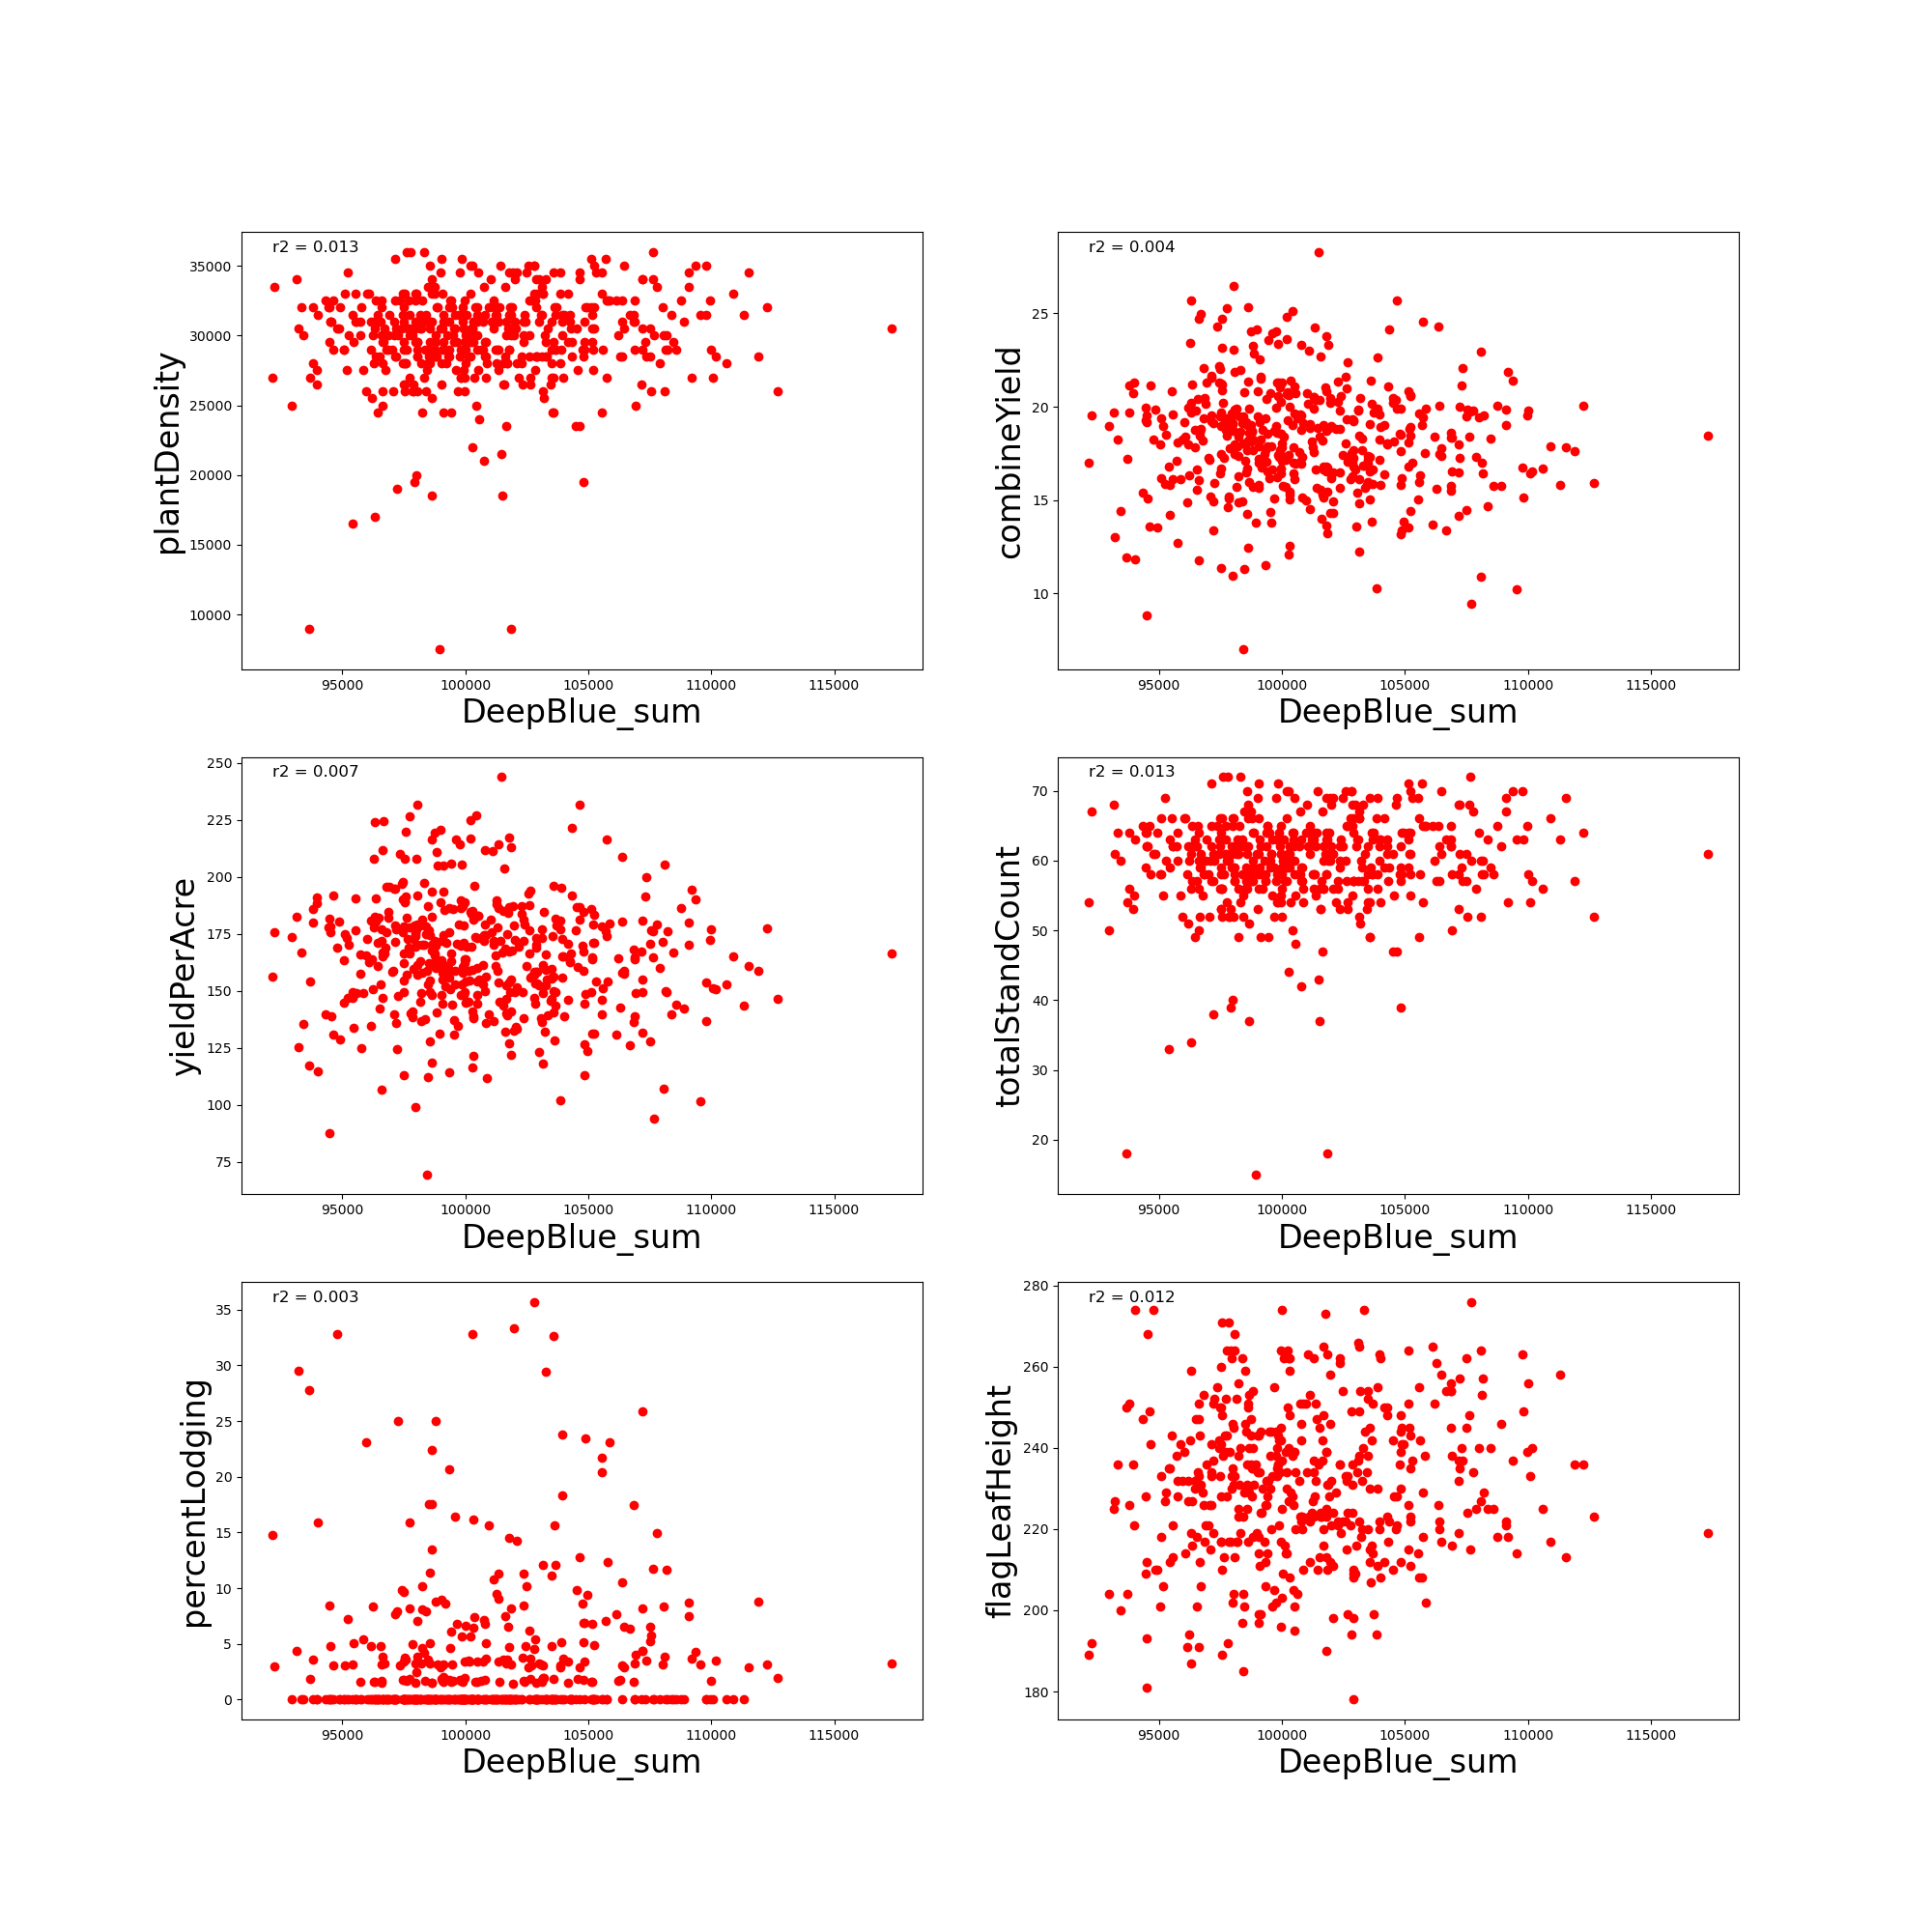 r2 = 0.013
35000
30000
25000
20000
15000
10000
plantDensity
95000 100000 105000 110000 115000
DeepBlue_sum
r2 = 0.004
25
20
15
10
combineYield
95000 100000 105000 110000 115000
DeepBlue_sum
r2 = 0.007
250
225
200
175
150
125
100
75
yieldPerAcre
95000 100000 105000 110000 115000
DeepBlue_sum
r2 = 0.013
70
60
50
40
30
20
totalStandCount
95000 100000 105000 110000 115000
DeepBlue_sum
r2 = 0.003
35
30
25
20
15
10
5
0
percentLodging
95000 100000 105000 110000 115000
DeepBlue_sum
r2 = 0.012
280
260
240
220
200
180
flagLeafHeight
95000 100000 105000 110000 115000
DeepBlue_sum